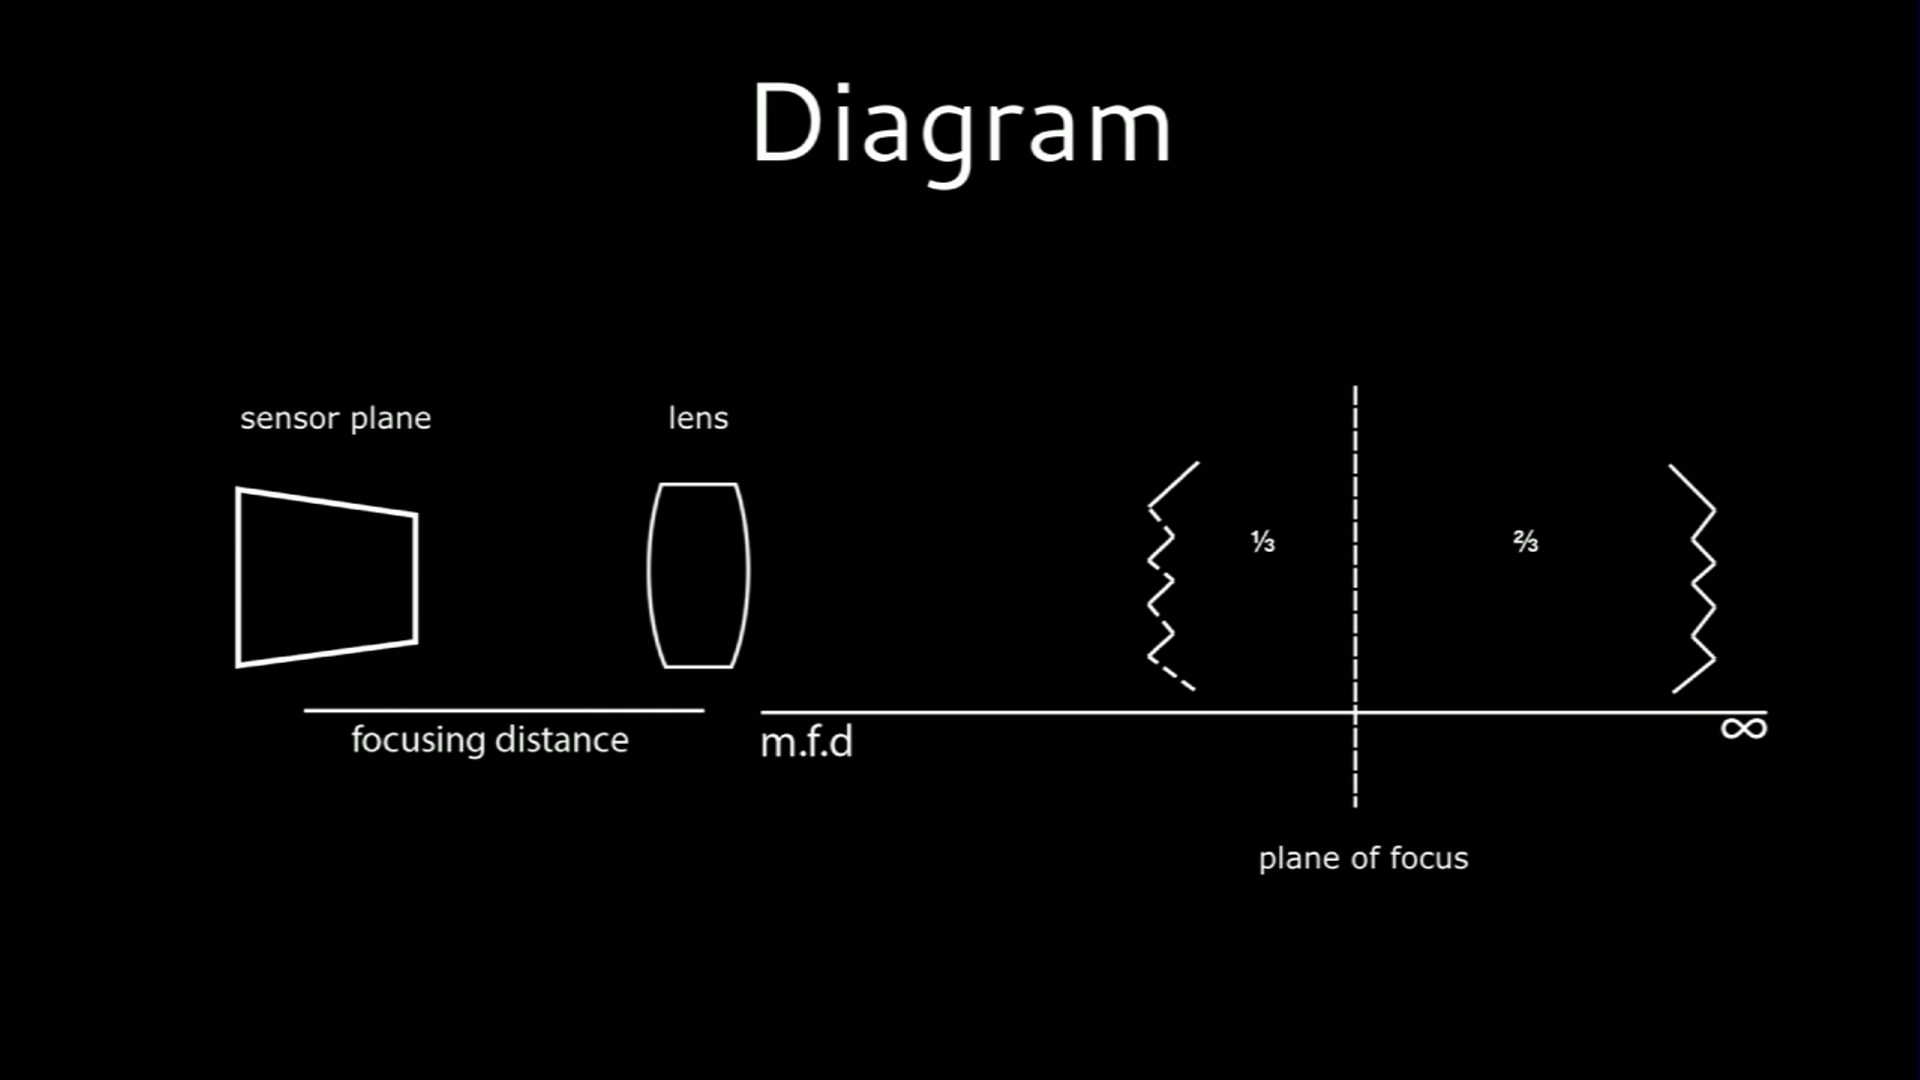 Diagram
sensor plane
lens
⅓
⅔
focusing distance
m.f.d
∞
plane of focus